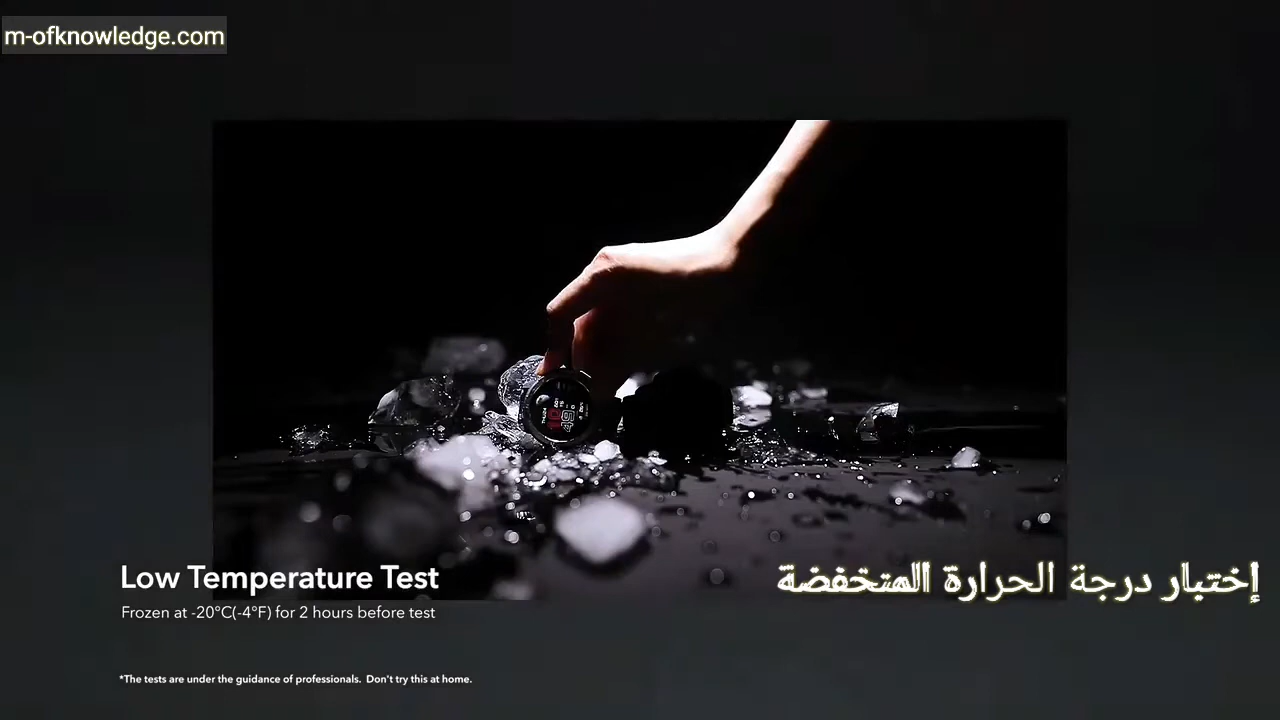 m-ofknowledge.com
Low Temperature Test
إختبار درجة الحرارة المتخفضة
Frozen at -20°C(-4°F) for 2 hours before test
*The tests are under the guidance of professionals. Don't try this at home.